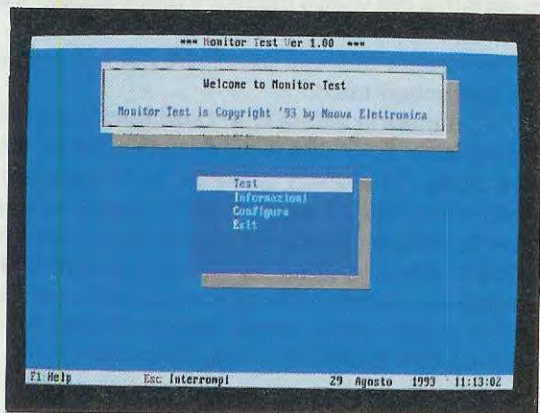 *** Monitor Test Ver 1.00 ***
Welcome to Monitor Test
Monitor Test is Copyright '93 by Nuova Elettronica
Test
Informazioni
Configura
Exit
F1 Help Esc Interrompi 29 Agosto 1993 11:13:02